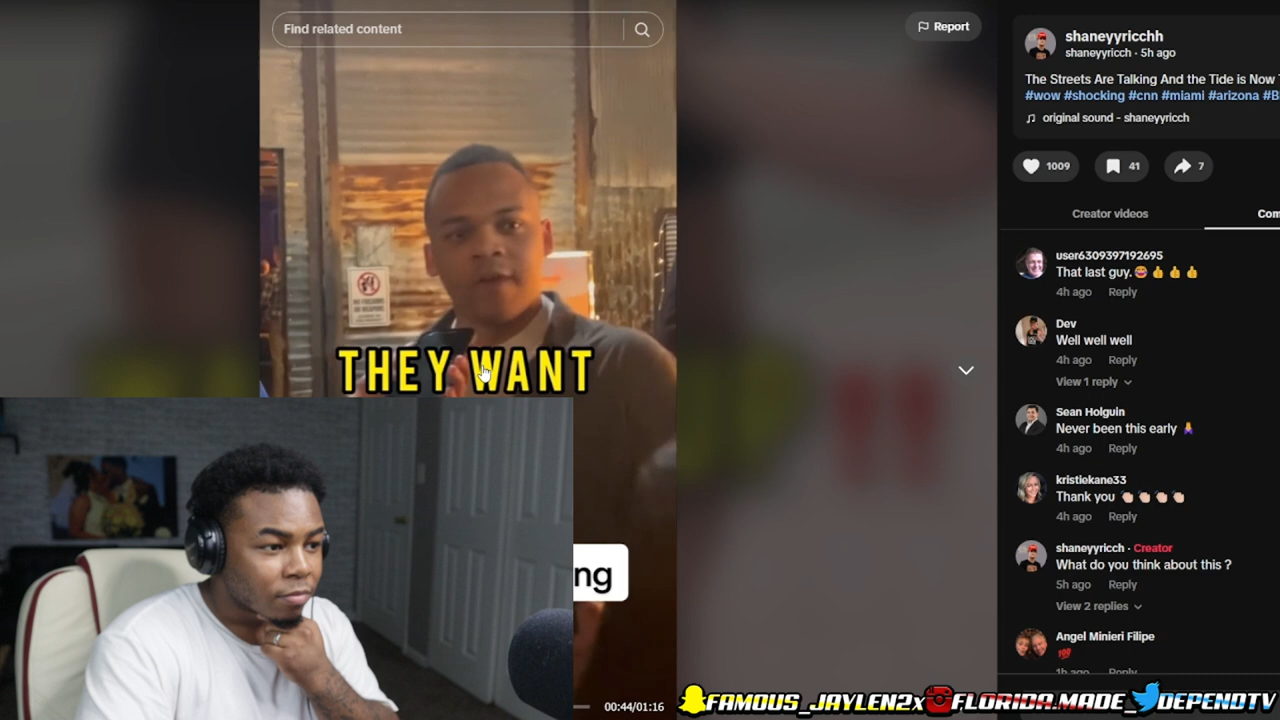 Find related content
Report
shaneyyricchh
shaneyyricch · 5h ago
The Streets Are Talking And the Tide is Now
#wow #shocking #cnn #miami #arizona #B
original sound - shaneyyricch
1009
41
7
Creator videos
Com
THEY WANT
user6309397192695
That last guy.😂👍👍👍
4h ago Reply
Dev
Well well well
4h ago Reply
View 1 reply
Sean Holguin
Never been this early
4h ago Reply
kristiekane33
Thank you 👏🏻👏🏻👏🏻👏🏻
4h ago Reply
shaneyyricch · Creator
What do you think about this ?
5h ago Reply
View 2 replies
Angel Minieri Filipe
💯
1h ago Reply
ng
00:44/01:16
FAMOUS_JAYLEN2x FLORIDA.MADE_ DEPENDTV